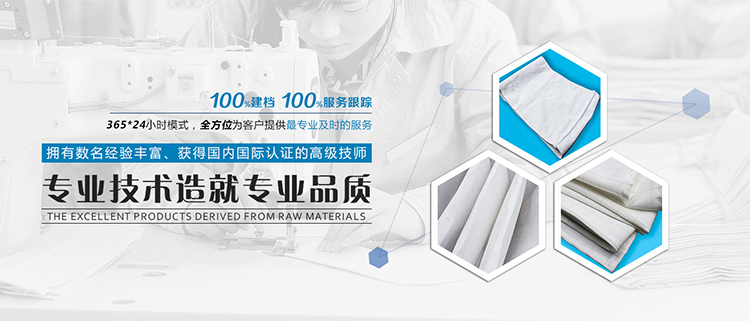 100%建档 100%服务跟踪
365*24小时模式，全方位为客户提供最专业及时的服务
拥有数名经验丰富、获得国内国际认证的高级技师
专业技术造就专业品质
THE EXCELLENT PRODUCTS DERIVED FROM RAW MATERIALS